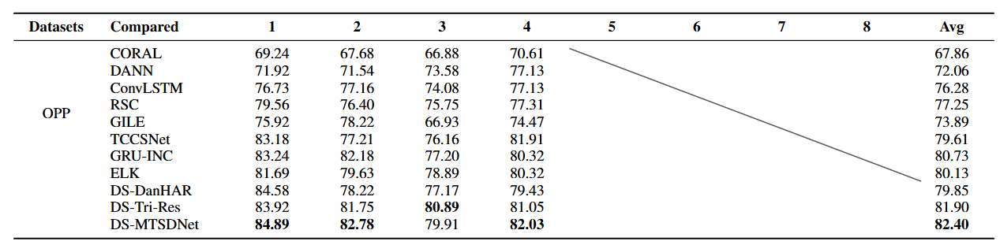 Datasets Compared 1 2 3 4 5 6 7 8 Avg
CORAL 69.24 67.68 66.88 70.61 67.86
DANN 71.92 71.54 73.58 77.13 72.06
ConvLSTM 76.73 77.16 74.08 77.13 76.28
RSC 79.56 76.40 75.75 77.31 77.25
OPP
GILE 75.92 78.22 66.93 74.47 73.89
TCCSNet 83.18 77.21 76.16 81.91 79.61
GRU-INC 83.24 82.18 77.20 80.32 80.73
ELK 81.69 79.63 78.89 80.32 80.13
DS-DanHAR 84.58 78.22 77.17 79.43 79.85
DS-Tri-Res 83.92 81.75 80.89 81.05 81.90
DS-MTSDNet 84.89 82.78 79.91 82.03 82.40